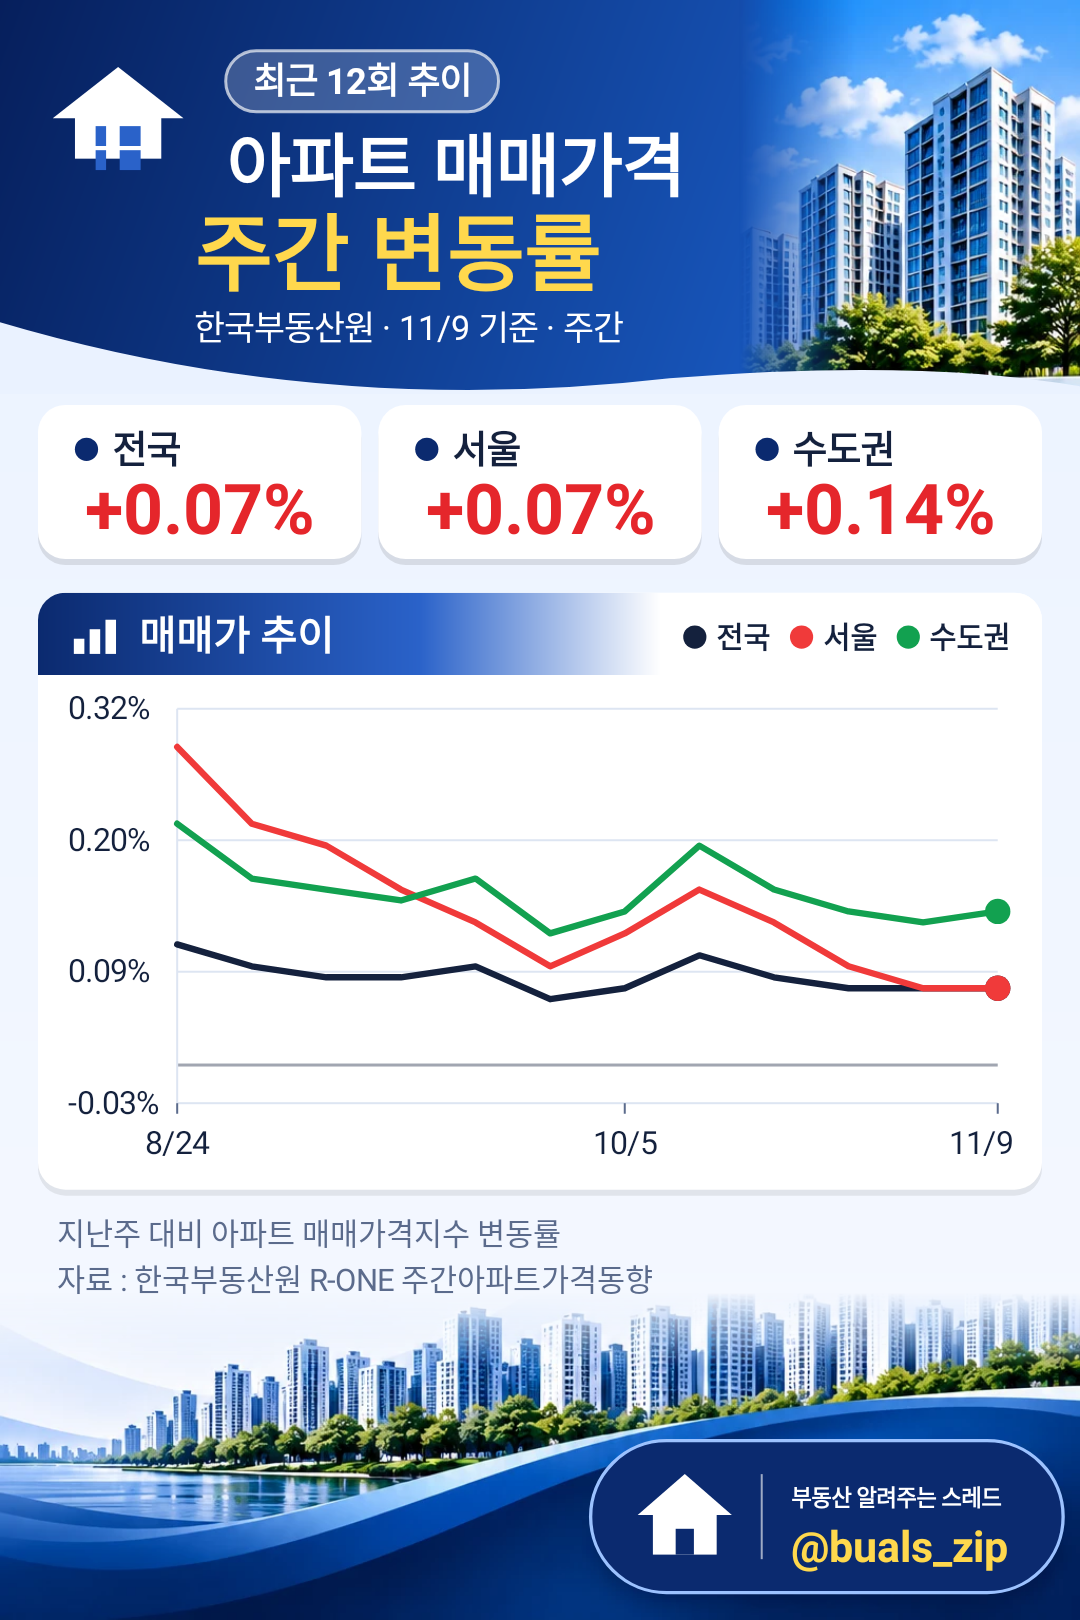 최근 12회 추이
아파트 매매가격
주간 변동률
한국부동산원 · 11/9 기준 · 주간
전국
+0.07%
서울
+0.07%
수도권
+0.14%
매매가 추이
전국 서울 수도권
0.32%
0.20%
0.09%
-0.03%
8/24 10/5 11/9
지난주 대비 아파트 매매가격지수 변동률
자료 : 한국부동산원 R-ONE 주간아파트가격동향
부동산 알려주는 스레드
@buals_zip